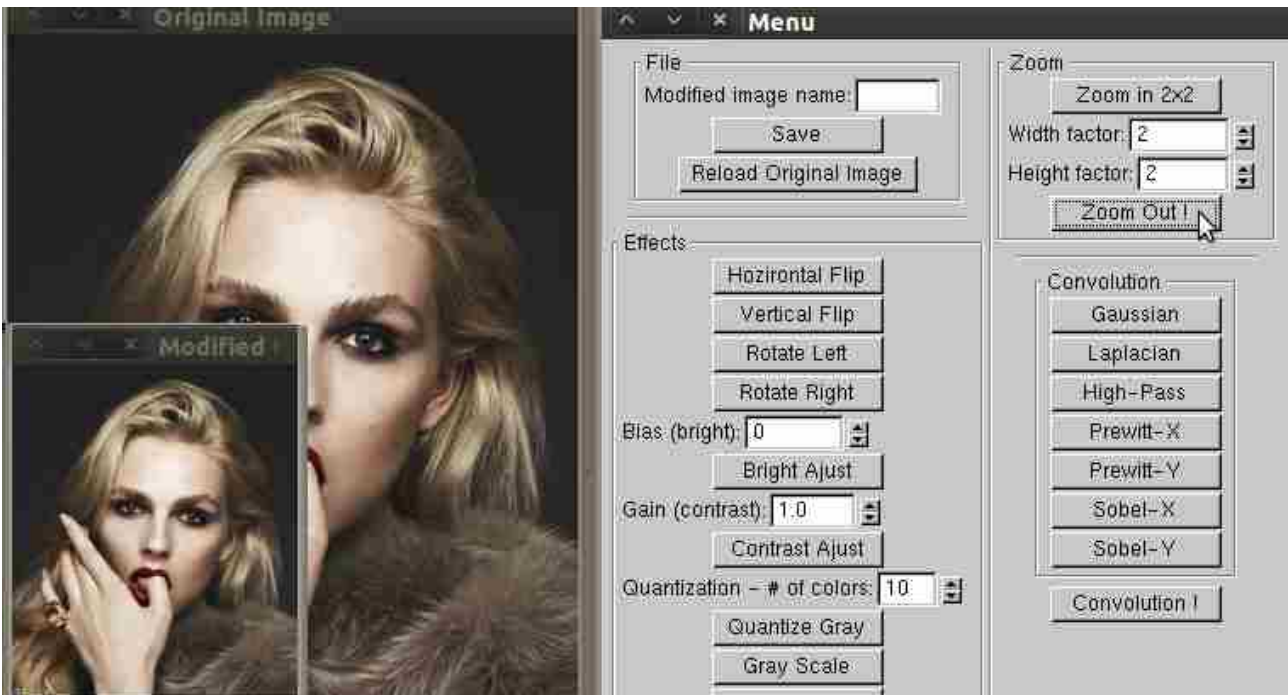 Original Image
Modified I
Menu
File
Modified image name:
Save
Reload Original Image
Effects
Hozirontal Flip
Vertical Flip
Rotate Left
Rotate Right
Bias (bright): 0
Bright Ajust
Gain (contrast): 1.0
Contrast Ajust
Quantization - # of colors: 10
Quantize Gray
Gray Scale
Zoom
Zoom in 2x2
Width factor: 2
Height factor: 2
Zoom Out !
Convolution
Gaussian
Laplacian
High-Pass
Prewitt-X
Prewitt-Y
Sobel-X
Sobel-Y
Convolution !